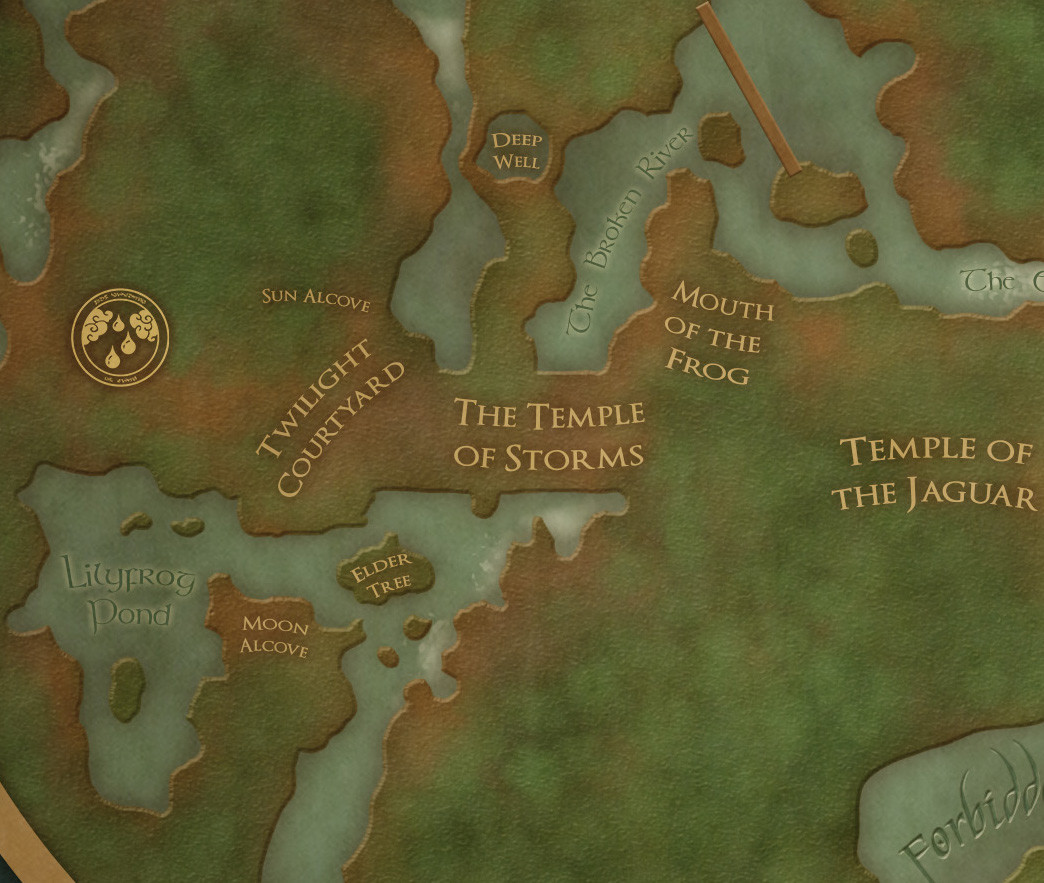 DEEP
WELL
The Broken River
The
SUN ALCOVE
MOUTH
OF THE
FROG
TWILIGHT
COURTYARD
THE TEMPLE
OF STORMS
TEMPLE OF
THE JAGUAR
Lilyfrog
Pond
ELDER
TREE
MOON
ALCOVE